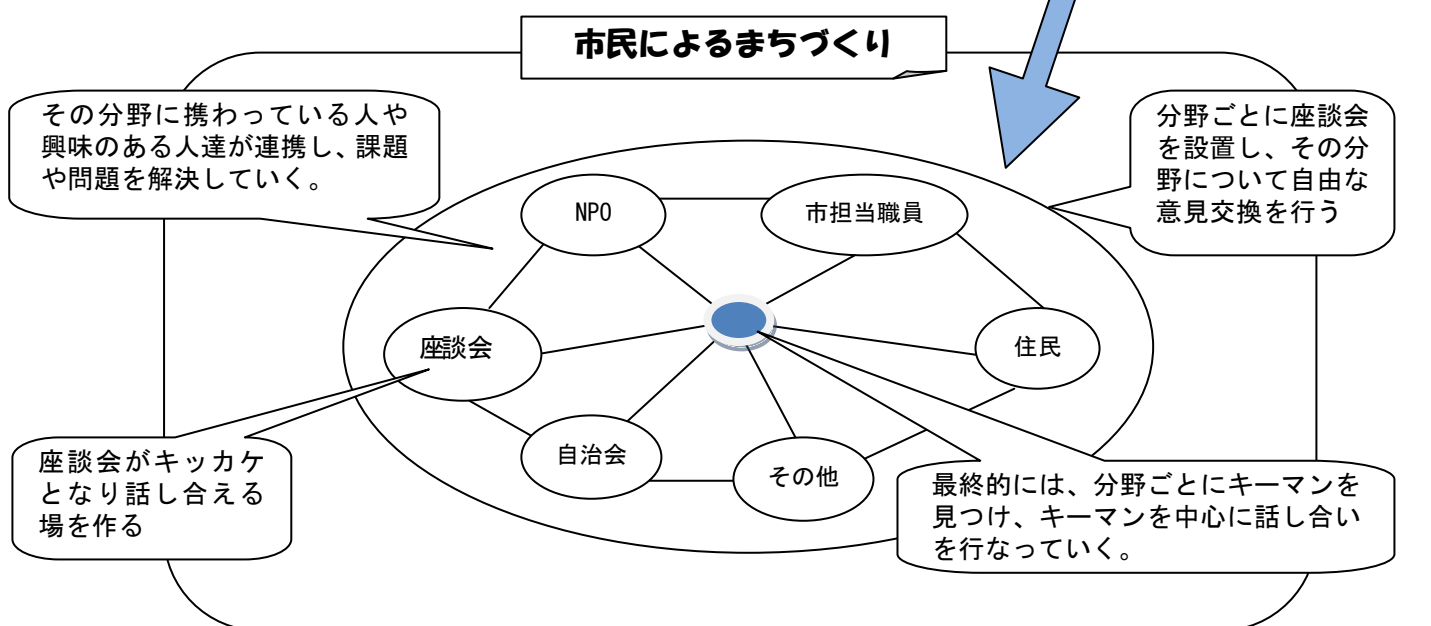 市民によるまちづくり
その分野に携わっている人や
興味のある人達が連携し、課題
や問題を解決していく。
分野ごとに座談会
を設置し、その分
野について自由な
意見交換を行う
NPO
市担当職員
座談会
住民
自治会
その他
座談会がキッカケ
となり話し合える
場を作る
最終的には、分野ごとにキーマンを
見つけ、キーマンを中心に話し合い
を行なっていく。